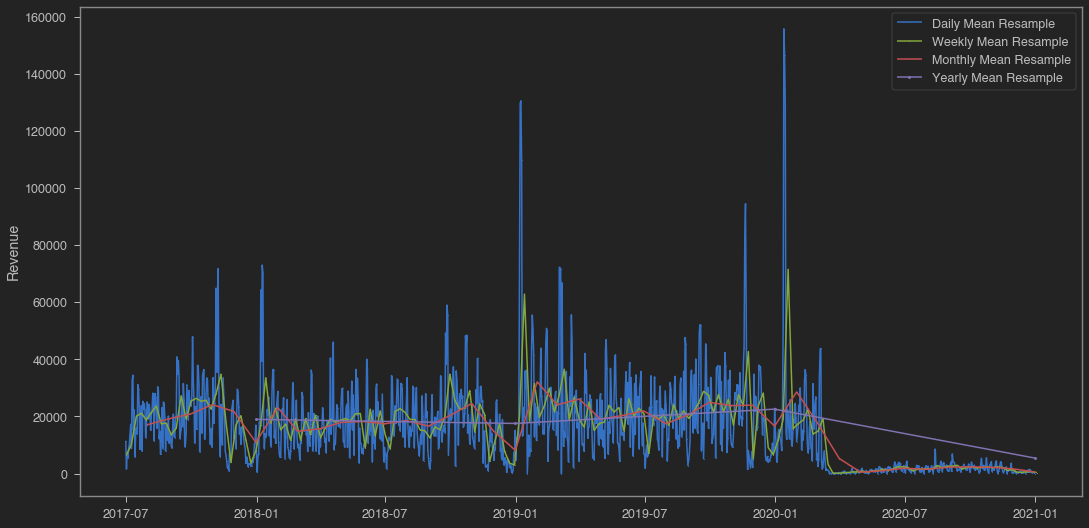 160000
140000
120000
100000
80000
60000
40000
20000
0
Revenue
Daily Mean Resample
Weekly Mean Resample
Monthly Mean Resample
Yearly Mean Resample
2017-07 2018-01 2018-07 2019-01 2019-07 2020-01 2020-07 2021-01